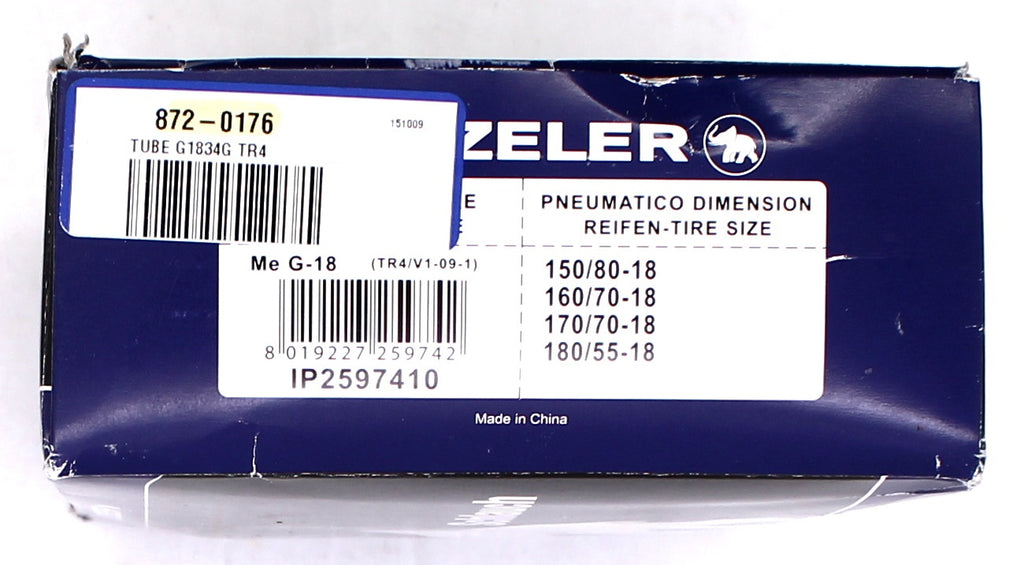 872-0176
151009
TUBE G1834G TR4
ZELER
E
PNEUMATICO DIMENSION
REIFEN-TIRE SIZE
Me G-18 (TR4/V1-09-1)
150/80-18
160/70-18
170/70-18
180/55-18
8 019227 259742
IP2597410
Made in China